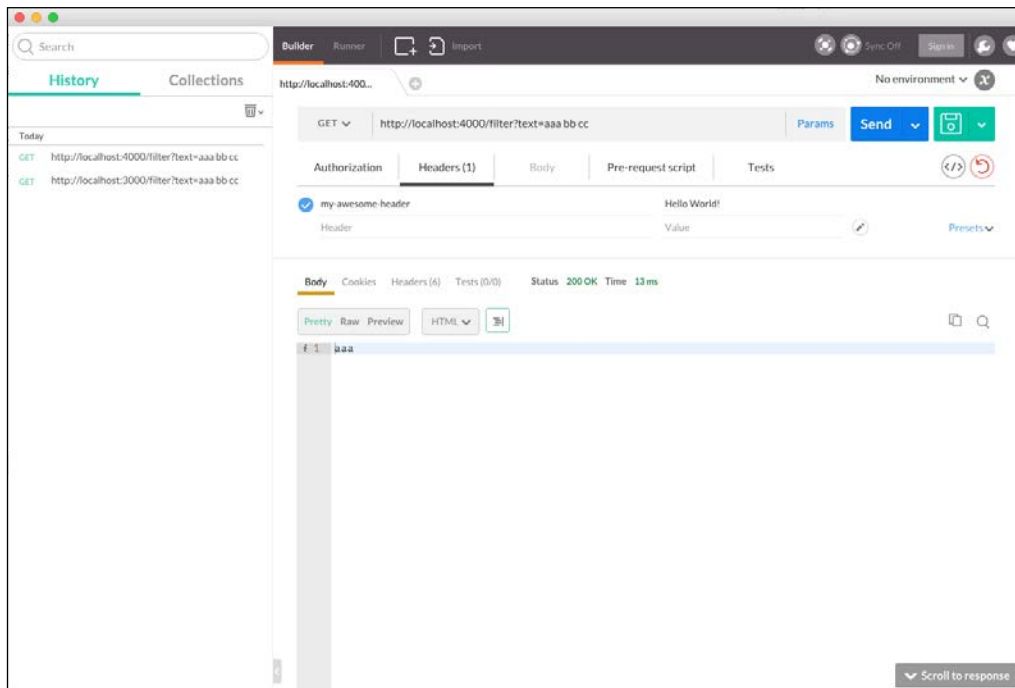 Search
History Collections
Today
GET http://localhost:4000/filter?text=aaa bb cc
GET http://localhost:3000/filter?text=aaa bb cc
Builder Runner Import Sync Off Sign in
http://localhost:400... No environment
GET http://localhost:4000/filter?text=aaa bb cc Params Send
Authorization Headers (1) Body Pre-request script Tests
my-awesome-header Hello World!
Header Value Presets
Body Cookies Headers (6) Tests (0/0) Status 200 OK Time 13 ms
Pretty Raw Preview HTML
i 1 aaa
Scroll to response